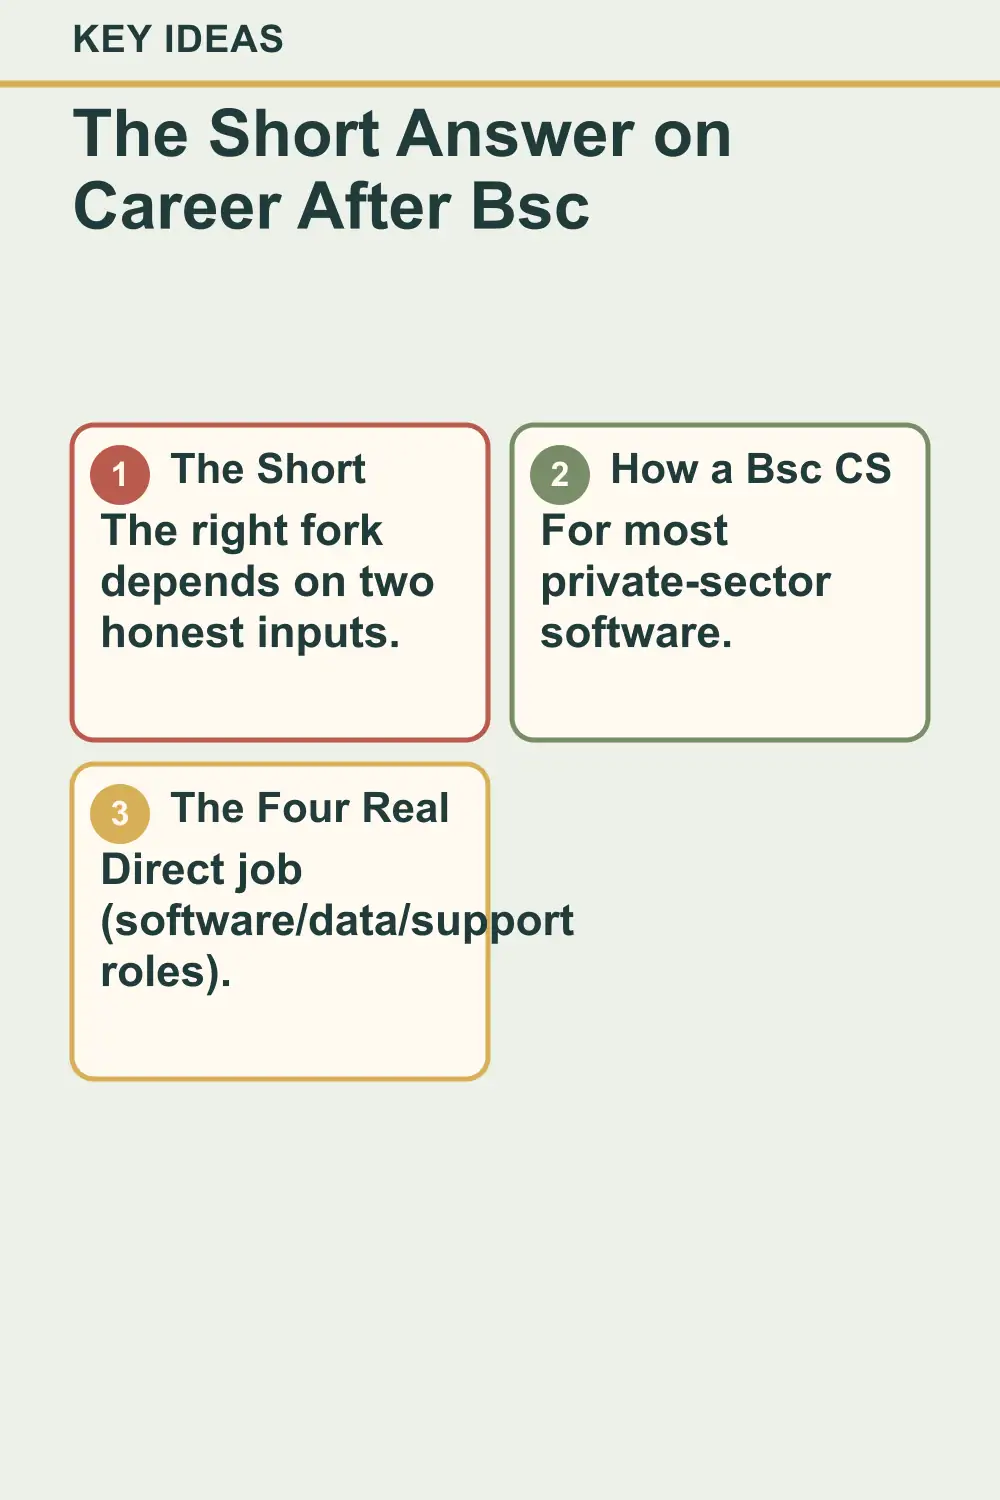 KEY IDEAS
The Short Answer on
Career After Bsc
1 The Short
The right fork
depends on two
honest inputs.
2 How a Bsc CS
For most
private-sector
software.
3 The Four Real
Direct job
(software/data/support
roles).